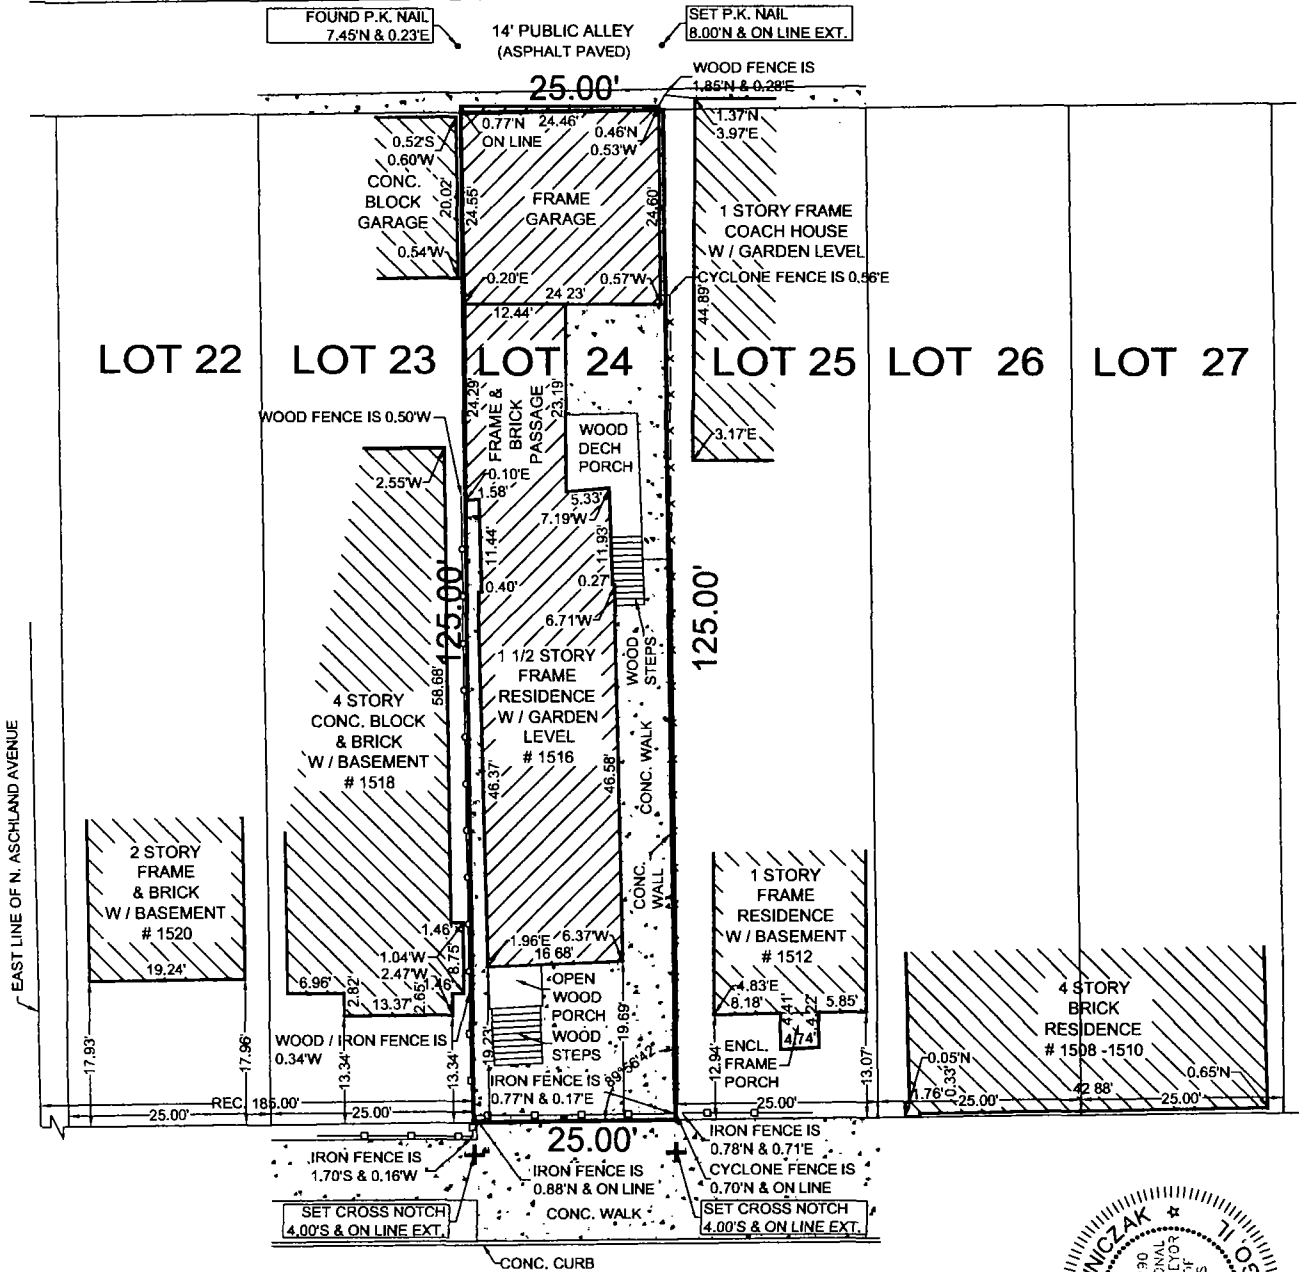 FOUND P.K. NAIL
7.45'N & 0.23'E
14' PUBLIC ALLEY
(ASPHALT PAVED)
SET P.K. NAIL
8.00'N & ON LINE EXT.
WOOD FENCE IS
1.85'N & 0.28'E
25.00'
0.77'N
ON LINE
24.46'
0.46'N
0.53'W
1.37'N
3.97'E
0.52'S
0.60'W
CONC.
BLOCK
GARAGE
20.02'
24.55'
FRAME
GARAGE
24.60'
1 STORY FRAME
COACH HOUSE
W / GARDEN LEVEL
0.54'W
0.20'E
0.57'W
CYCLONE FENCE IS 0.56'E
24 23'
12.44'
44.89'
LOT 22
LOT 23
LOT 24
LOT 25
LOT 26
LOT 27
24.29'
FRAME &
BRICK
PASSAGE
23.19'
WOOD FENCE IS 0.50'W
WOOD
DECH
PORCH
3.17'E
2.55'W
0.10'E
1.58'
5.33'
7.19'W
11.44'
11.93'
0.40'
0.27'
6.71'W
125.00'
125.00'
WOOD
STEPS
1 1/2 STORY
FRAME
RESIDENCE
W / GARDEN
LEVEL
# 1516
58.68'
4 STORY
CONC. BLOCK
& BRICK
W / BASEMENT
# 1518
46.37'
46.58'
CONC. WALK
EAST LINE OF N. ASCHLAND AVENUE
2 STORY
FRAME
& BRICK
W / BASEMENT
# 1520
19.24'
CONC.
WALL
1 STORY
FRAME
RESIDENCE
W / BASEMENT
# 1512
1.46'
1.04'W
2.47'W
8.75'
1.46'
1.96'E
6.37'W
16 68'
6.96'
2.82'
13.37'
2.65'
OPEN
WOOD
PORCH
WOOD
STEPS
4.83'E
8.18'
4.41'
4.22'
5.85'
4.74'
ENCL.
FRAME
PORCH
4 STORY
BRICK
RESIDENCE
# 1508 -1510
WOOD / IRON FENCE IS
0.34'W
17.93'
17.96'
13.34'
13.34'
19.23'
19.69'
12.94'
13.07'
IRON FENCE IS
0.77'N & 0.17'E
89°56'42"
0.05'N
1.76'
0.33'
42 88'
0.65'N
REC. 185.00'
25.00'
25.00'
25.00'
25.00'
25.00'
25.00'
IRON FENCE IS
1.70'S & 0.16'W
IRON FENCE IS
0.88'N & ON LINE
IRON FENCE IS
0.78'N & 0.71'E
CYCLONE FENCE IS
0.70'N & ON LINE
SET CROSS NOTCH
4.00'S & ON LINE EXT.
CONC. WALK
SET CROSS NOTCH
4.00'S & ON LINE EXT.
CONC. CURB